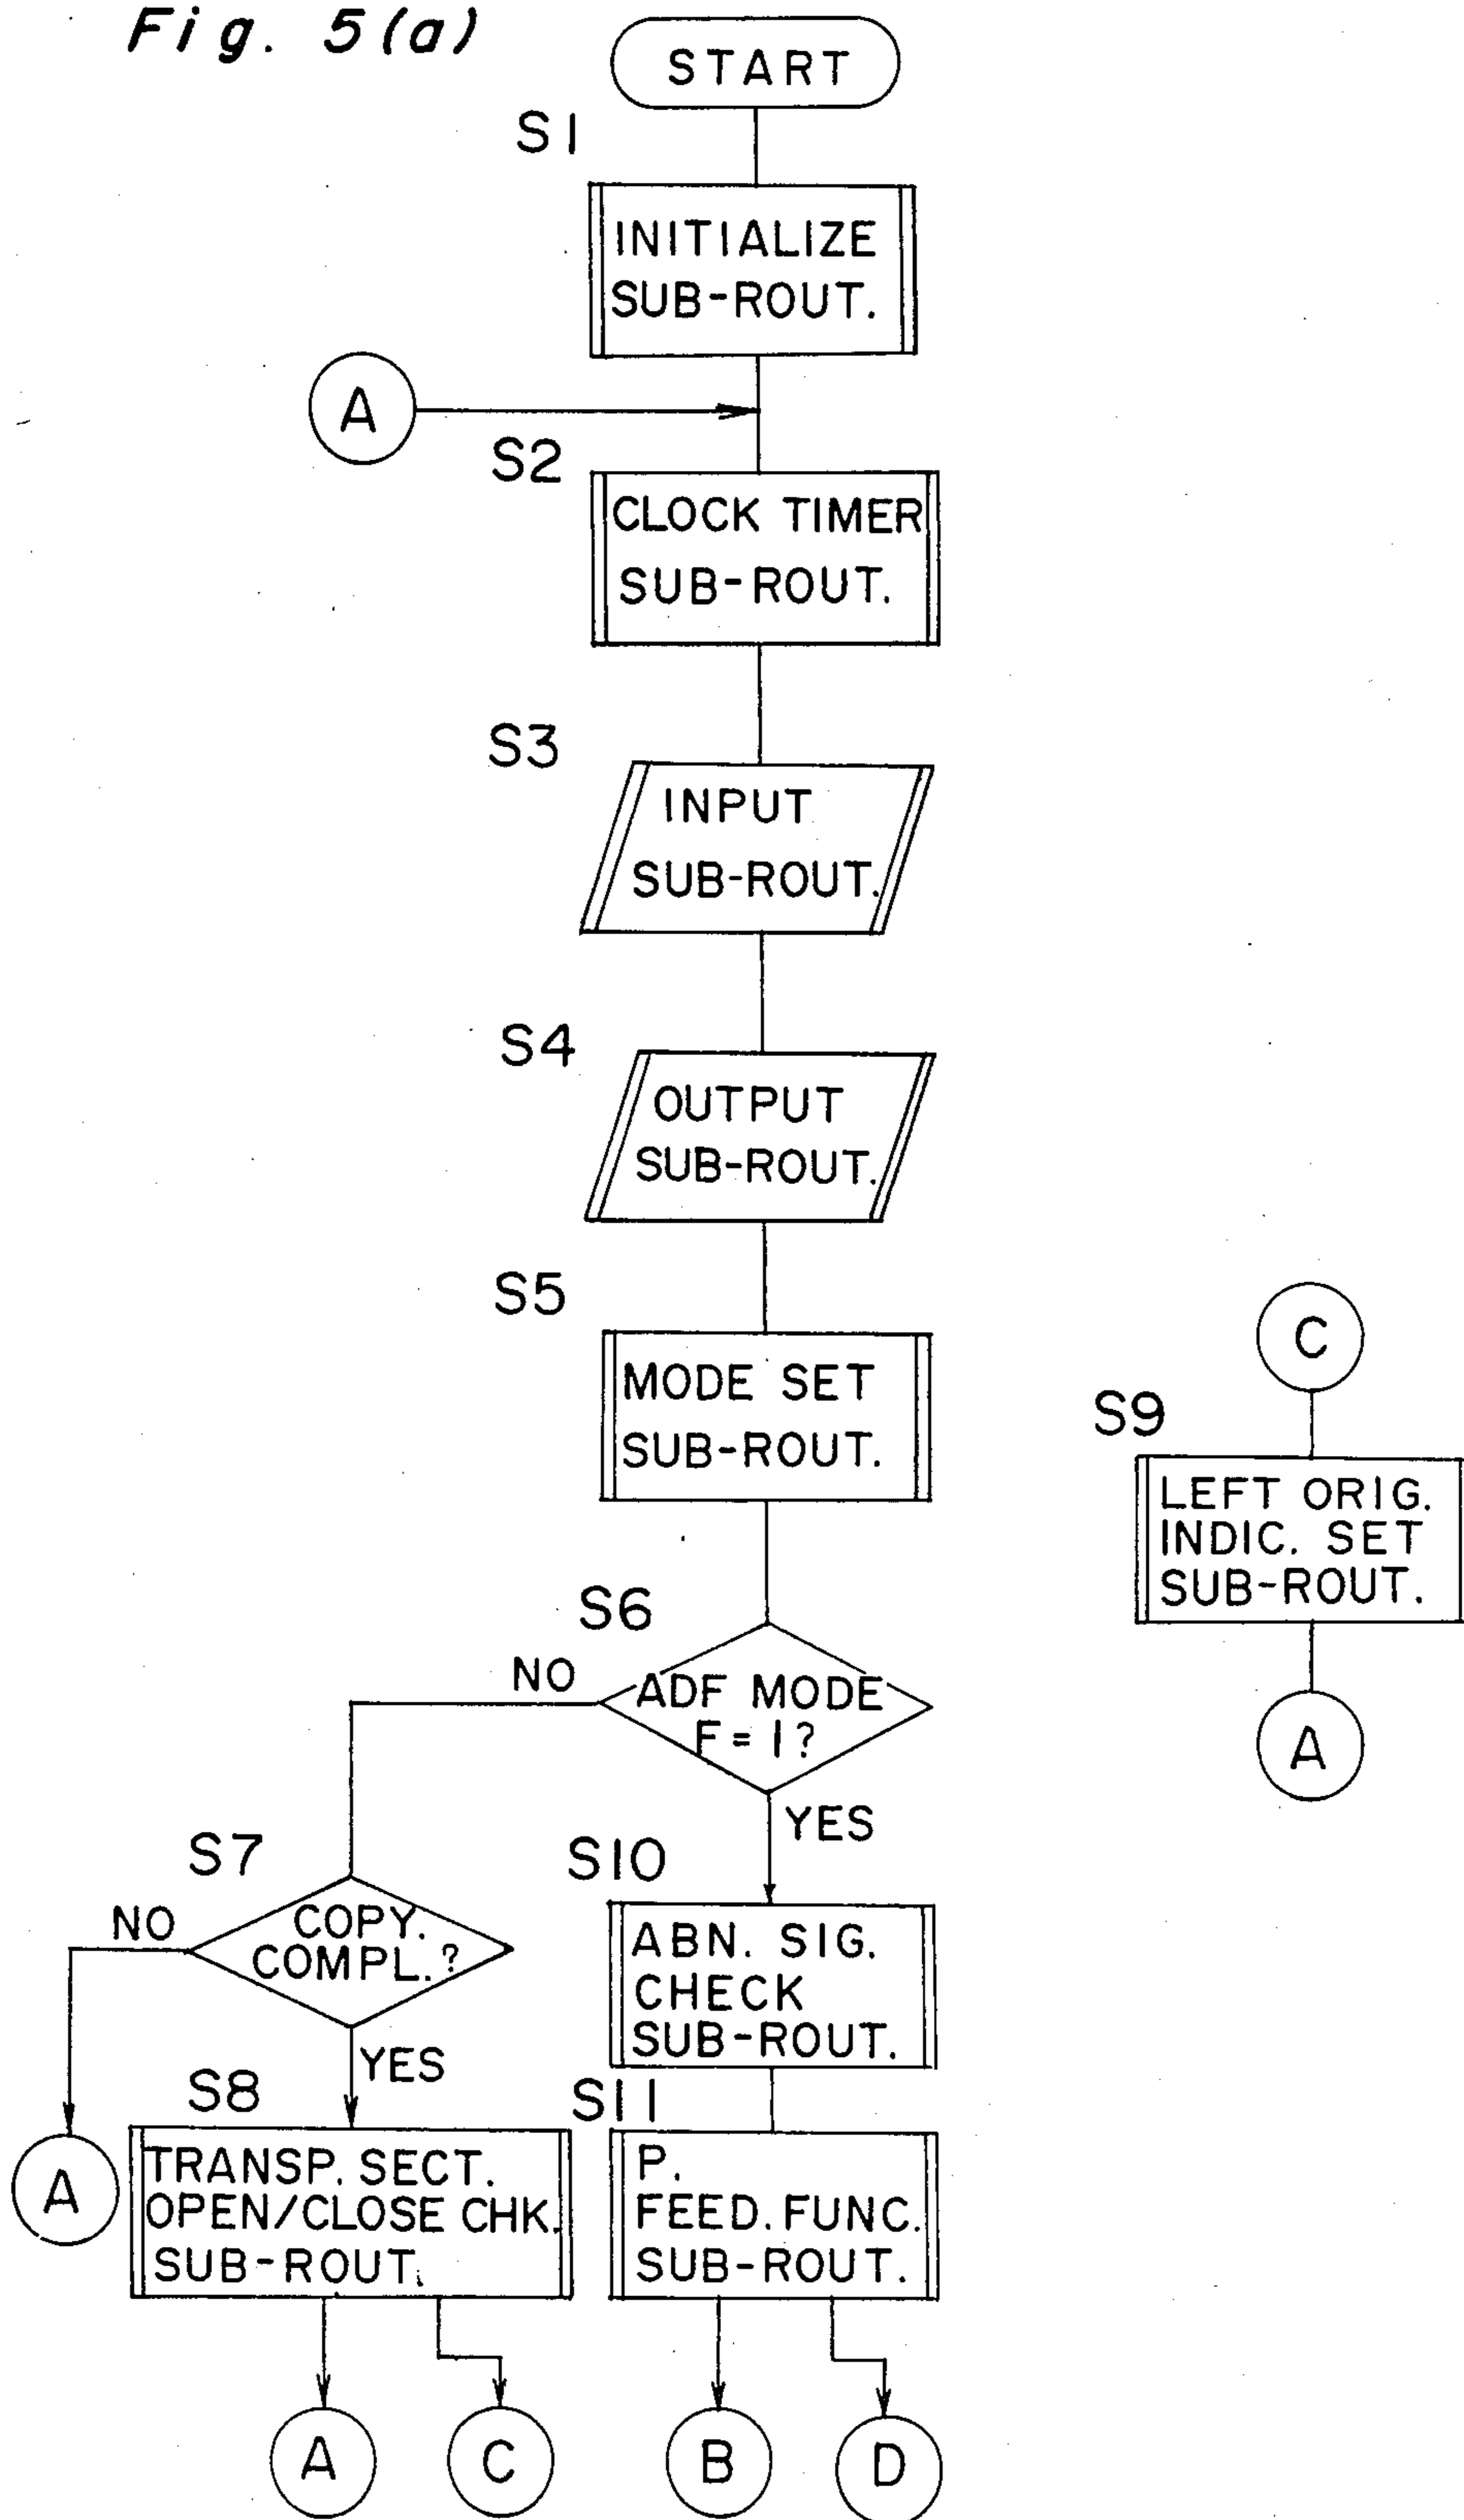 Fig. 5(a)
START
S1
INITIALIZE
SUB-ROUT.
A
S2
CLOCK TIMER
SUB-ROUT.
S3
INPUT
SUB-ROUT.
S4
OUTPUT
SUB-ROUT.
S5
MODE SET
SUB-ROUT.
C
S9
LEFT ORIG.
INDIC. SET
SUB-ROUT.
A
S6
NO
ADF MODE
F=1?
YES
S7
NO
COPY.
COMPL.?
YES
A
S8
TRANSP. SECT.
OPEN/CLOSE CHK.
SUB-ROUT.
A
C
S10
ABN. SIG.
CHECK
SUB-ROUT.
S11
P.
FEED. FUNC.
SUB-ROUT.
B
D